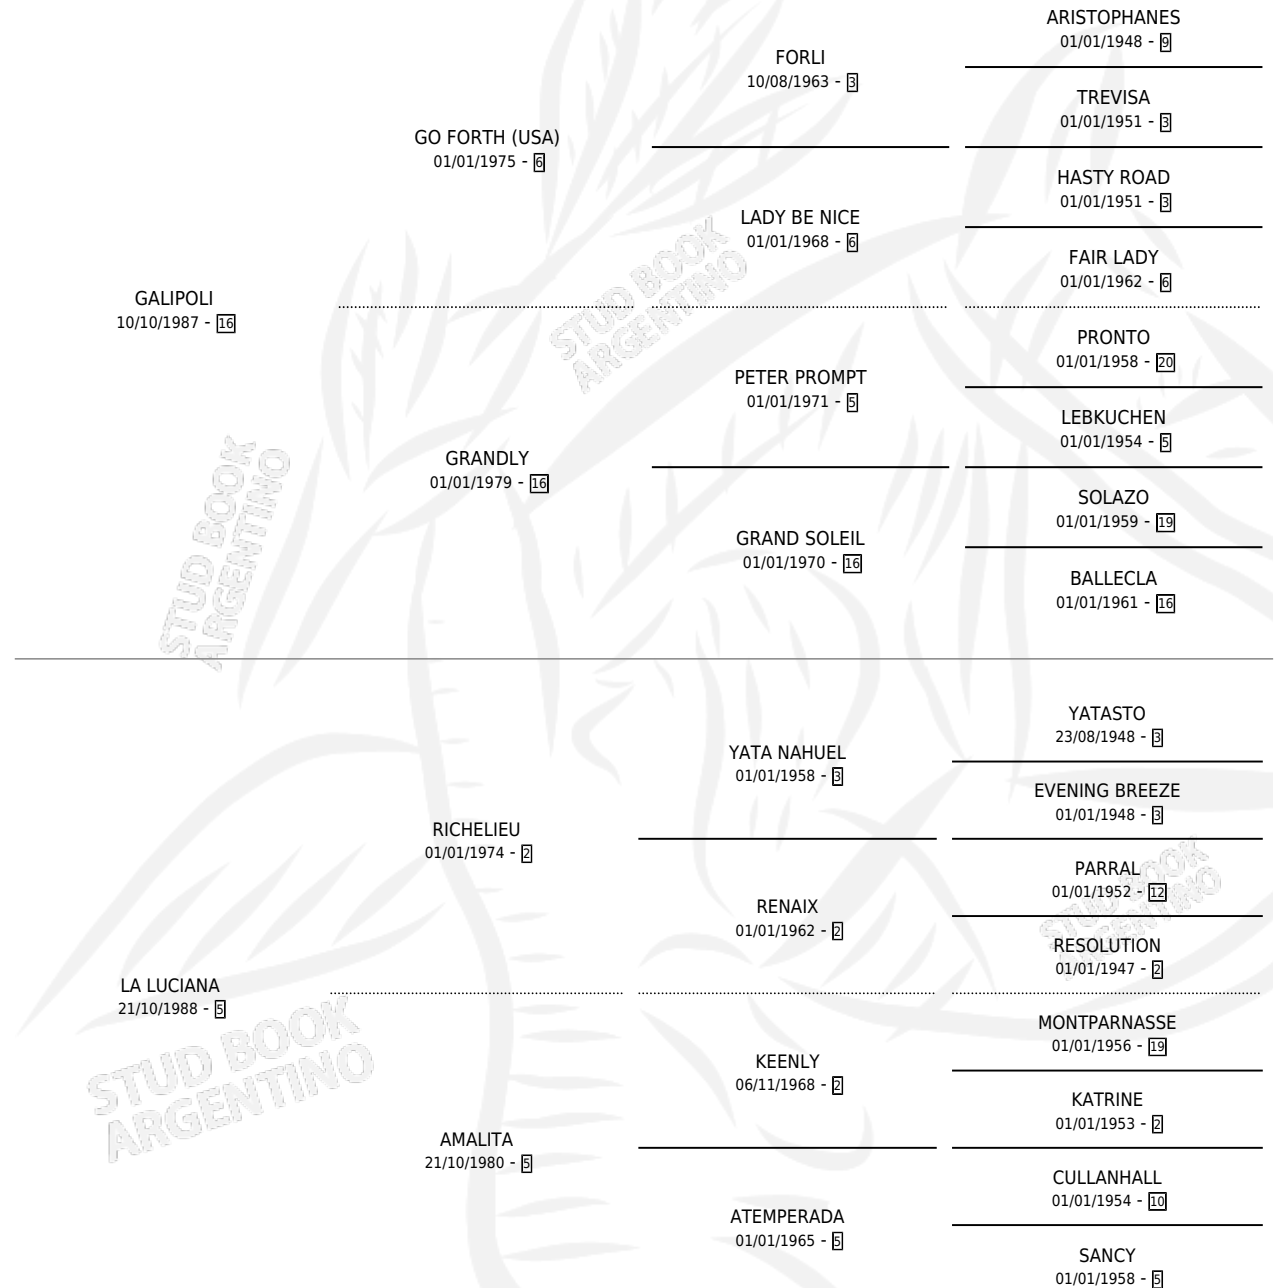 ARISTOPHANES
01/01/1948 - 9
FORLI
10/08/1963 - 3
TREVISA
01/01/1951 - 3
GO FORTH (USA)
01/01/1975 - 6
HASTY ROAD
01/01/1951 - 3
LADY BE NICE
01/01/1968 - 6
FAIR LADY
01/01/1962 - 6
GALIPOLI
10/10/1987 - 16
PRONTO
01/01/1958 - 20
PETER PROMPT
01/01/1971 - 5
LEBKUCHEN
01/01/1954 - 5
GRANDLY
01/01/1979 - 16
SOLAZO
01/01/1959 - 19
GRAND SOLEIL
01/01/1970 - 16
BALLECLA
01/01/1961 - 16
STUD BOOK
ARGENTINO
STUD BOOK
ARGENTINO
YATASTO
23/08/1948 - 3
YATA NAHUEL
01/01/1958 - 3
EVENING BREEZE
01/01/1948 - 3
RICHELIEU
01/01/1974 - 2
PARRAL
01/01/1952 - 12
RENAIX
01/01/1962 - 2
RESOLUTION
01/01/1947 - 2
LA LUCIANA
21/10/1988 - 5
MONTPARNASSE
01/01/1956 - 19
KEENLY
06/11/1968 - 2
KATRINE
01/01/1953 - 2
AMALITA
21/10/1980 - 5
CULLANHALL
01/01/1954 - 10
ATEMPERADA
01/01/1965 - 5
SANCY
01/01/1958 - 5
STUD BOOK
ARGENTINO
STUD BOOK
ARGENTINO